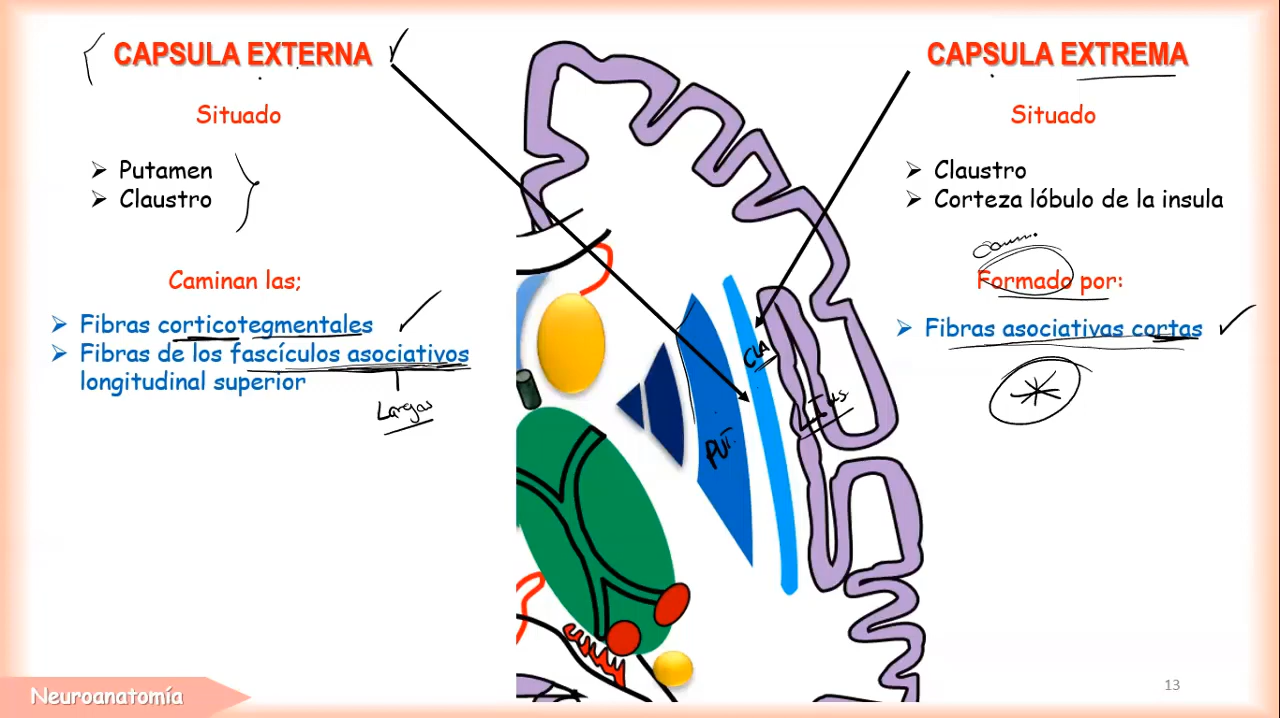 CAPSULA EXTERNA
Situado
Putamen
Claustro
Caminan las;
Fibras corticotegmentales
Fibras de los fascículos asociativos
longitudinal superior
Largas
CAPSULA EXTREMA
Situado
Claustro
Corteza lóbulo de la insula
Formado por:
Fibras asociativas cortas
CLA
PUT.
Neuroanatomía
13